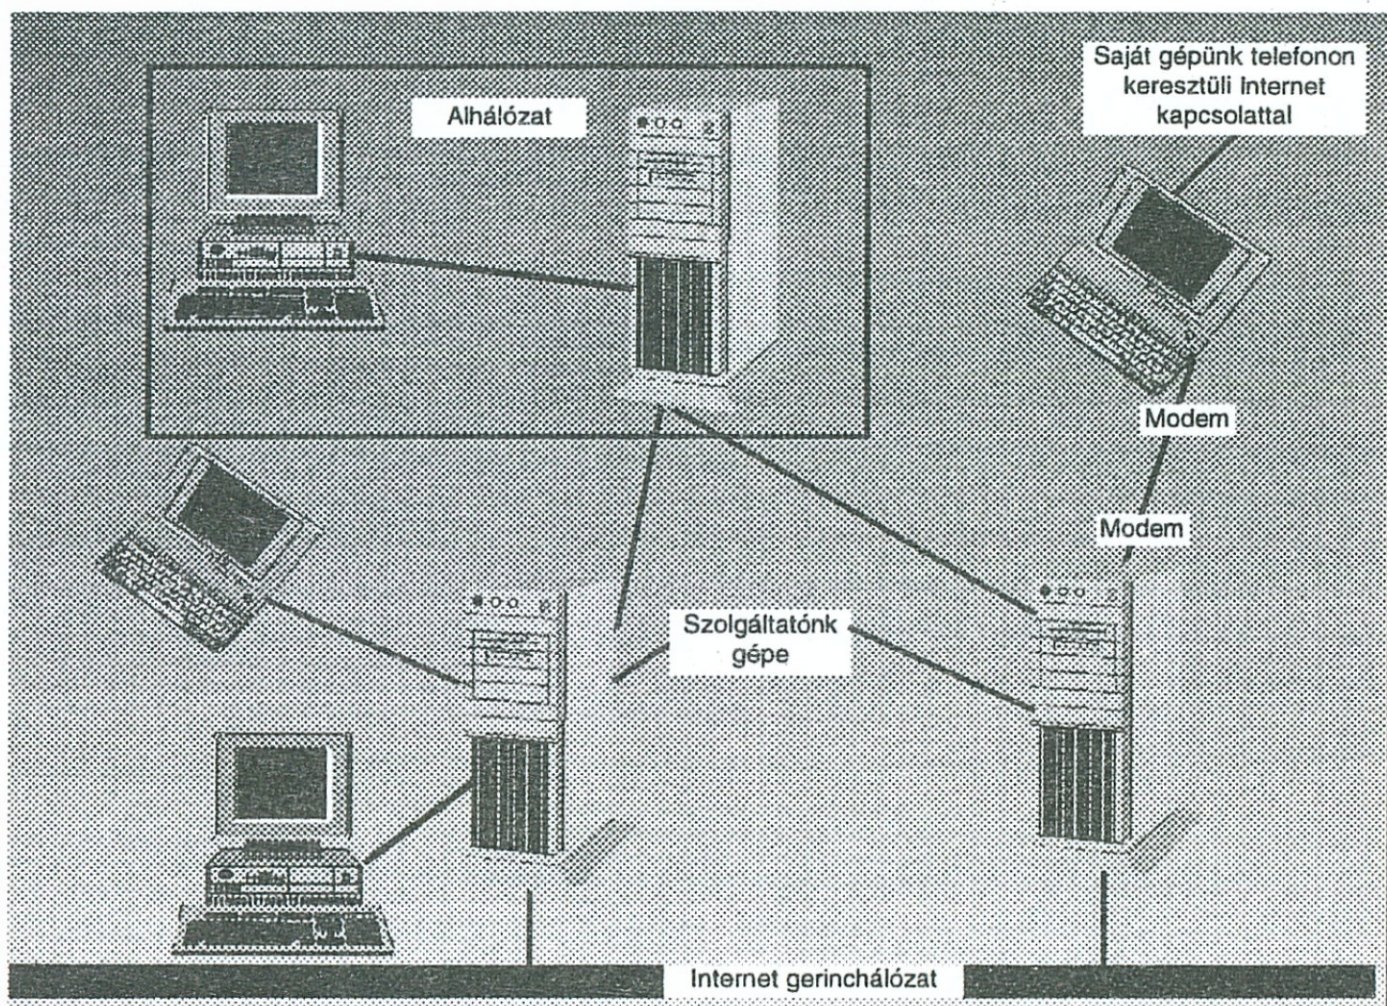 Alhálózat
Saját gépünk telefonon
keresztüli Internet
kapcsolattal
Modem
Modem
Szolgáltatónk
gépe
Internet gerinchálózat